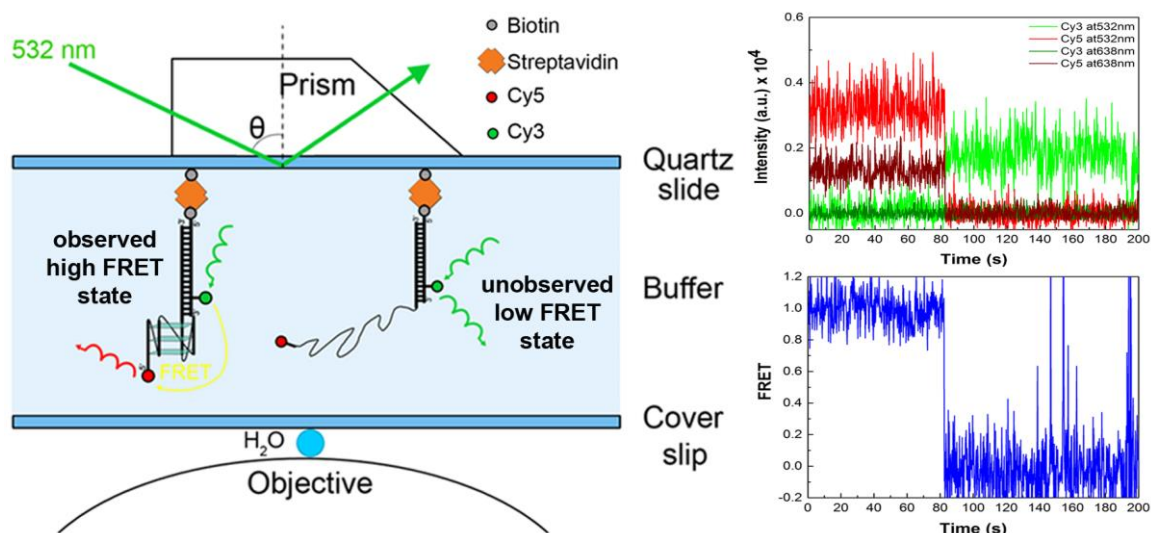 532 nm
θ
Prism
Biotin
Streptavidin
Cy5
Cy3
Quartz
slide
observed
high FRET
state
FRET
unobserved
low FRET
state
Buffer
Cover
slip
H₂O
Objective
Intensity (a.u.) x 10⁴
0.6
0.4
0.2
0.0
Cy3 at532nm
Cy5 at532nm
Cy3 at638nm
Cy5 at638nm
0 20 40 60 80 100 120 140 160 180 200
Time (s)
FRET
1.2
1.0
0.8
0.6
0.4
0.2
0.0
-0.2
0 20 40 60 80 100 120 140 160 180 200
Time (s)